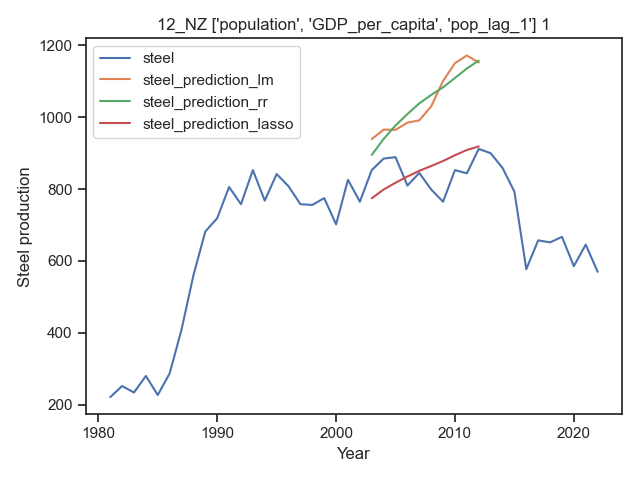 12_NZ ['population', 'GDP_per_capita', 'pop_lag_1'] 1
steel
steel_prediction_lm
steel_prediction_rr
steel_prediction_lasso
Steel production
1200
1000
800
600
400
200
1980
1990
2000
2010
2020
Year